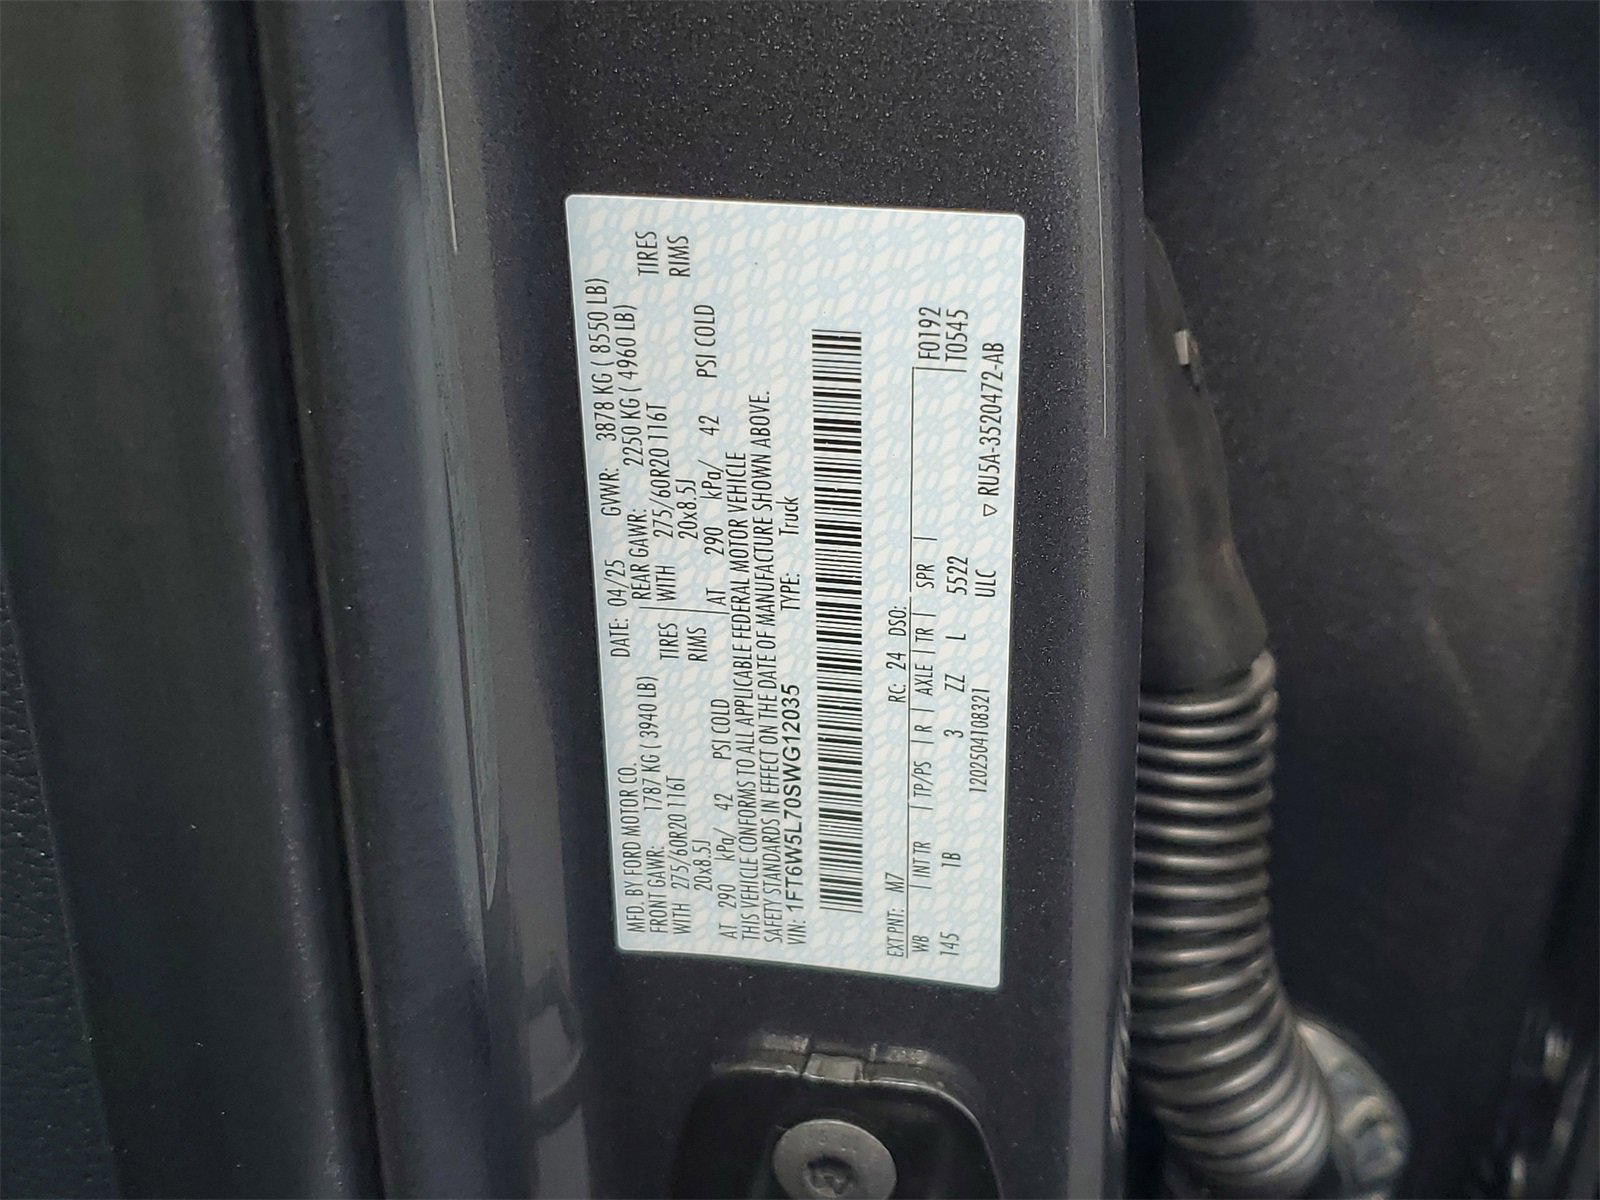 MFD. BY FORD MOTOR CO.
DATE: 04/25 GVWR: 3878 KG ( 8550 LB)
FRONT GAWR: 1787 KG ( 3940 LB) REAR GAWR: 2250 KG ( 4960 LB)
WITH 275/60R20 116T TIRES WITH 275/60R20 116T TIRES
20x8.5J RIMS 20x8.5J RIMS
AT 290 kPa/ 42 PSI COLD AT 290 kPa/ 42 PSI COLD
THIS VEHICLE CONFORMS TO ALL APPLICABLE FEDERAL MOTOR VEHICLE
SAFETY STANDARDS IN EFFECT ON THE DATE OF MANUFACTURE SHOWN ABOVE.
VIN: 1FT6W5L70SWG12035 TYPE: Truck
EXT PNT: M7 RC: 24 DSO:
WB | INT TR | TP/PS | R | AXLE | TR | SPR | F0192
145 1B 3 ZZ L 5522 T0545
12025041083​21 ULC ▽ RU5A-3520472-AB